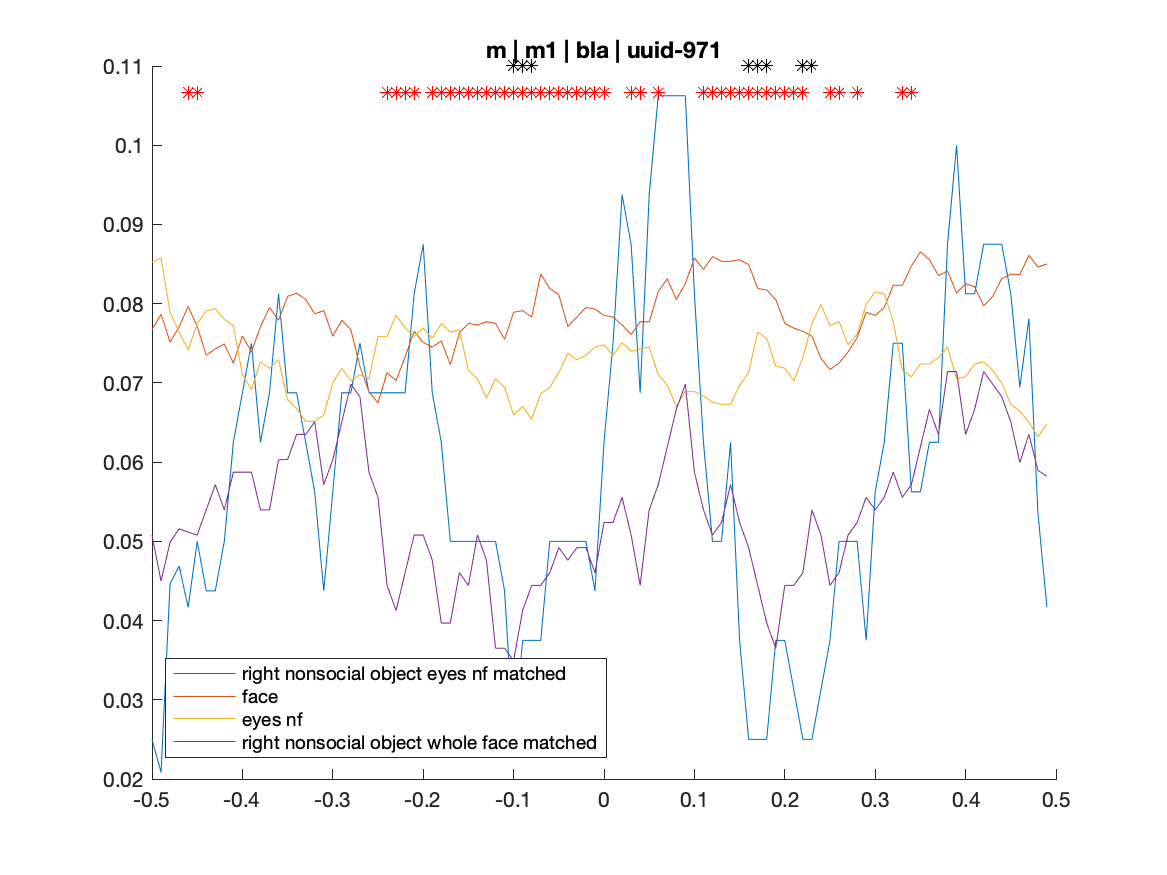 m | m1 | bla | uuid-971
0.11
0.1
0.09
0.08
0.07
0.06
0.05
0.04
0.03
0.02
right nonsocial object eyes nf matched
face
eyes nf
right nonsocial object whole face matched
-0.5 -0.4 -0.3 -0.2 -0.1 0 0.1 0.2 0.3 0.4 0.5